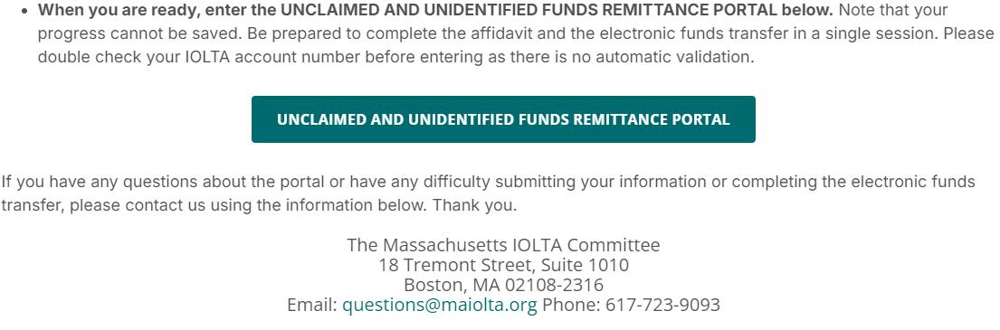 • When you are ready, enter the UNCLAIMED AND UNIDENTIFIED FUNDS REMITTANCE PORTAL below. Note that your
progress cannot be saved. Be prepared to complete the affidavit and the electronic funds transfer in a single session. Please
double check your IOLTA account number before entering as there is no automatic validation.
UNCLAIMED AND UNIDENTIFIED FUNDS REMITTANCE PORTAL
If you have any questions about the portal or have any difficulty submitting your information or completing the electronic funds
transfer, please contact us using the information below. Thank you.
The Massachusetts IOLTA Committee
18 Tremont Street, Suite 1010
Boston, MA 02108-2316
Email: questions@maiolta.org Phone: 617-723-9093